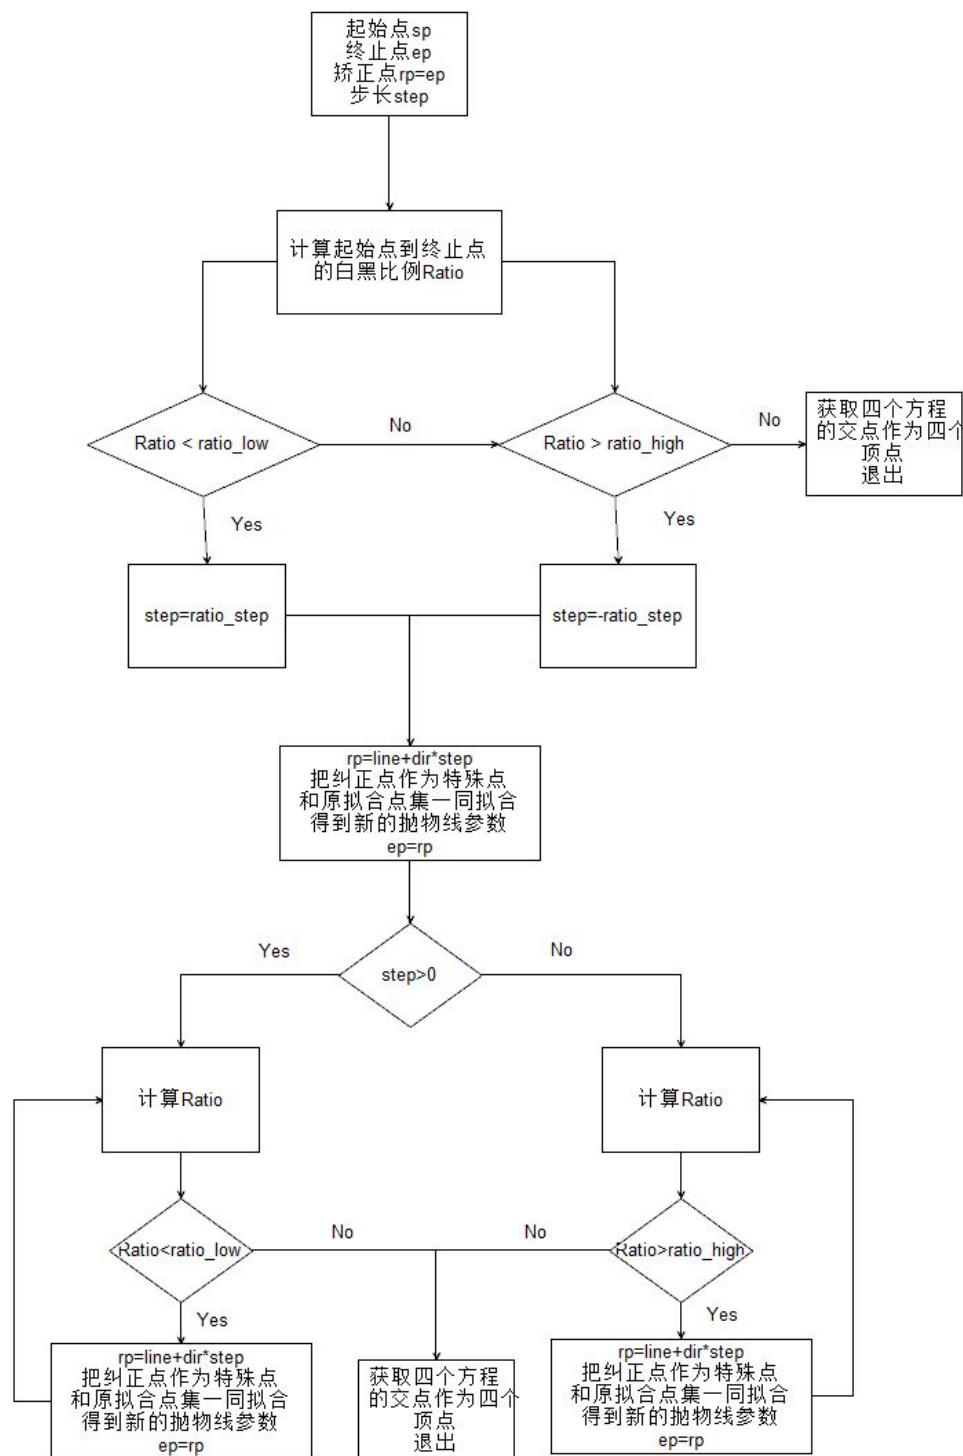 起始点sp
终止点ep
矫正点rp=ep
步长step
计算起始点到终止点
的白黑比例Ratio
Ratio < ratio_low
No
Ratio > ratio_high
No
获取四个方程
的交点作为四个
顶点
退出
Yes
Yes
step=ratio_step
step=-ratio_step
rp=line+dir*step
把纠正点作为特殊点
和原拟合点集一同拟合
得到新的抛物线参数
ep=rp
Yes
step>0
No
计算Ratio
计算Ratio
Ratio<ratio_low
No
No
Ratio>ratio_high
Yes
Yes
rp=line+dir*step
把纠正点作为特殊点
和原拟合点集一同拟合
得到新的抛物线参数
ep=rp
获取四个方程
的交点作为四个
顶点
退出
rp=line+dir*step
把纠正点作为特殊点
和原拟合点集一同拟合
得到新的抛物线参数
ep=rp